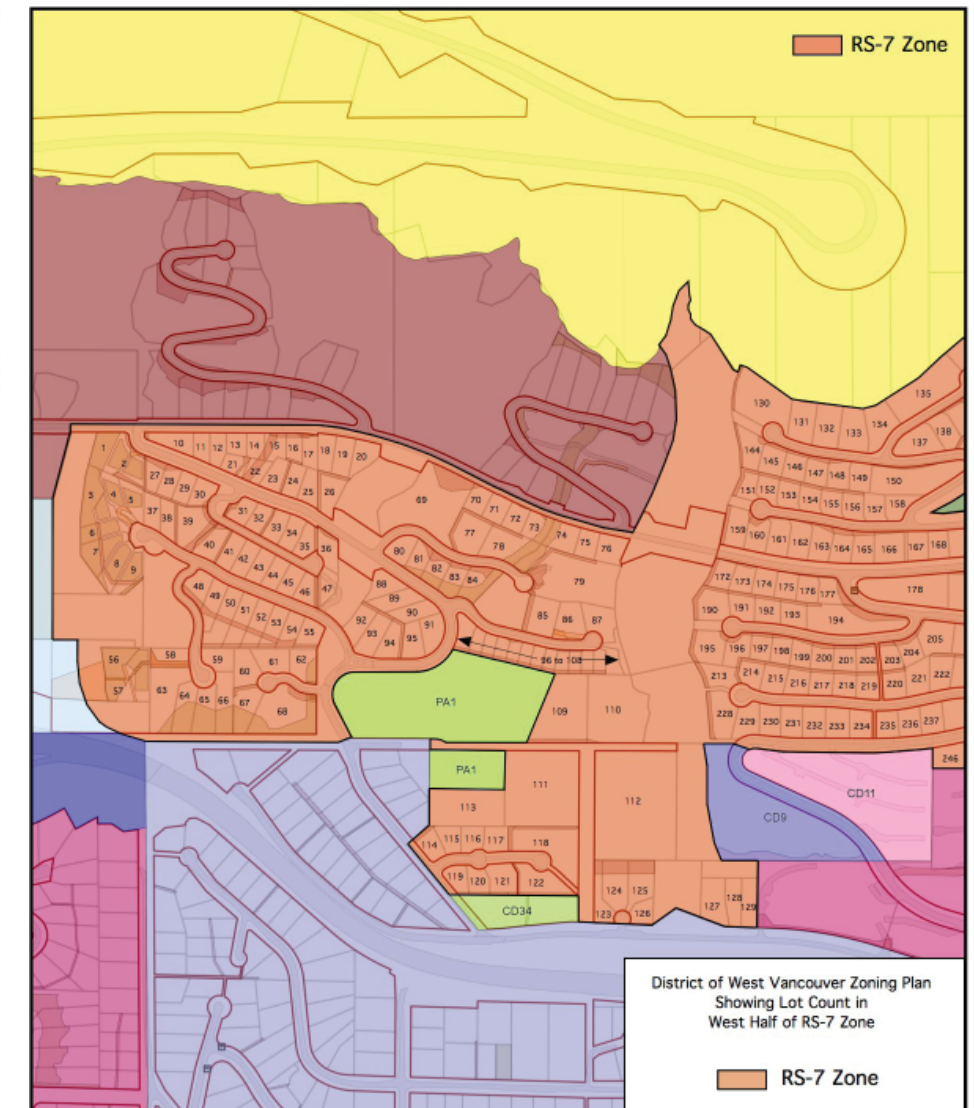 RS-7 Zone
135
130
131 132 133 134
138
137
144
145 146 147 148 149 150
151 152 153 154 155 156 157 158
159 160 161 162 163 164 165 166 167 168
172 173 174 175 176 177 178
190 191 192 193 194
205
195 196 197 198 199 200 201 202 203 204
213 214 215 216 217 218 219 220 221 222
228 229 230 231 232 233 234 235 236 237
246
1 2 3 4 5 6 7 8 9
10 11 12 13 14 15 16 17 18 19 20
21 22 23 24 25 26
27 28 29 30
31 32 33 34 35 36
37 38 39
40 41 42 43 44 45 46 47
48 49 50 51 52 53 54 55
56 57 58 59 60 61 62
63 64 65 66 67 68
69 70 71 72 73 74 75 76
77 78 79
80 81 82 83 84
85 86 87
88 89 90 91
92 93 94 95
96 to 108
PA1
109 110
PA1
111 112
113
114 115 116 117 118
119 120 121 122
CD34
124 125
123 126
127 128 129
CD9
CD11
District of West Vancouver Zoning Plan
Showing Lot Count in
West Half of RS-7 Zone
RS-7 Zone